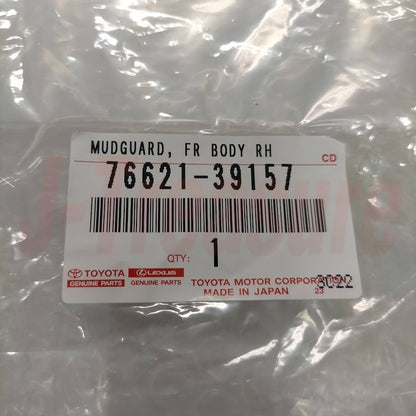 MUDGUARD, FR BODY RH
CD
76621-39157
QTY: 1
TOYOTA LEXUS
GENUINE PARTS GENUINE PARTS
TOYOTA MOTOR CORPORATION
MADE IN JAPAN 23
3022